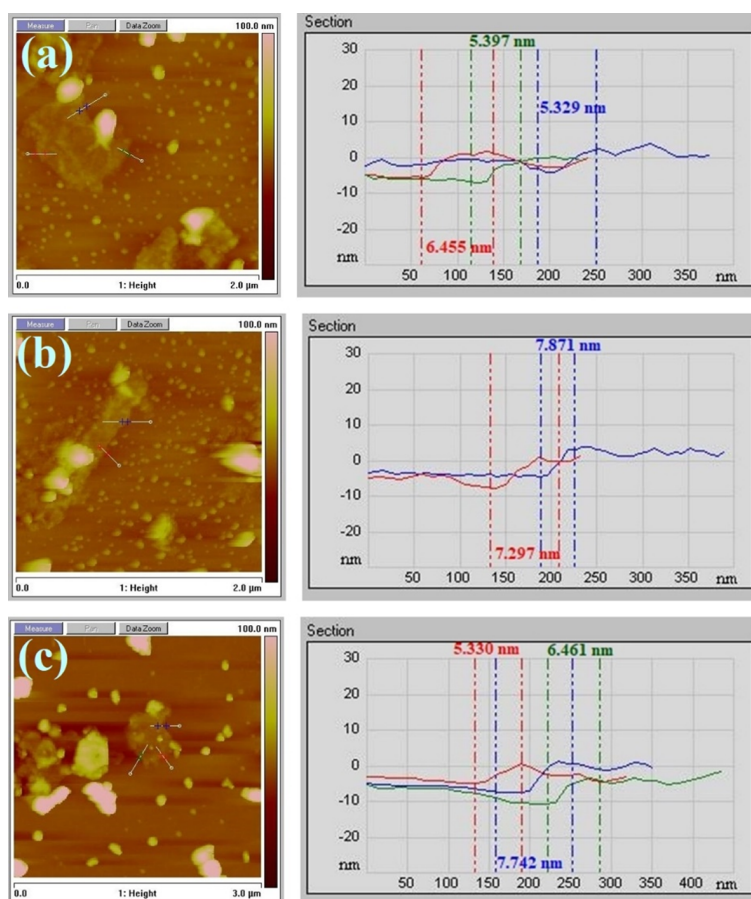 Measure Pan Data Zoom 100.0 nm
(a)
0.0 1: Height 2.0 µm
Section
30
20
10
0
-10
-20
nm
5.397 nm
5.329 nm
6.455 nm
50 100 150 200 250 300 350 nm
Measure Pan Data Zoom 100.0 nm
(b)
0.0 1: Height 2.0 µm
Section
30
20
10
0
-10
-20
nm
7.871 nm
7.297 nm
50 100 150 200 250 300 350 nm
Measure Pan Data Zoom 100.0 nm
(c)
0.0 1: Height 3.0 µm
Section
30
20
10
0
-10
-20
nm
5.330 nm 6.461 nm
7.742 nm
50 100 150 200 250 300 350 400 nm